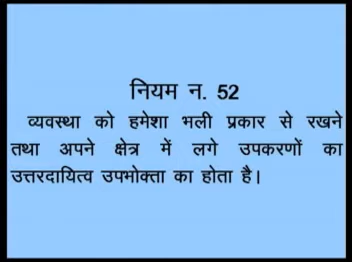 नियम न. 52
व्यवस्था को हमेशा भली प्रकार से रखने
तथा अपने क्षेत्र में लगे उपकरणों का
उत्तरदायित्व उपभोक्ता का होता है।